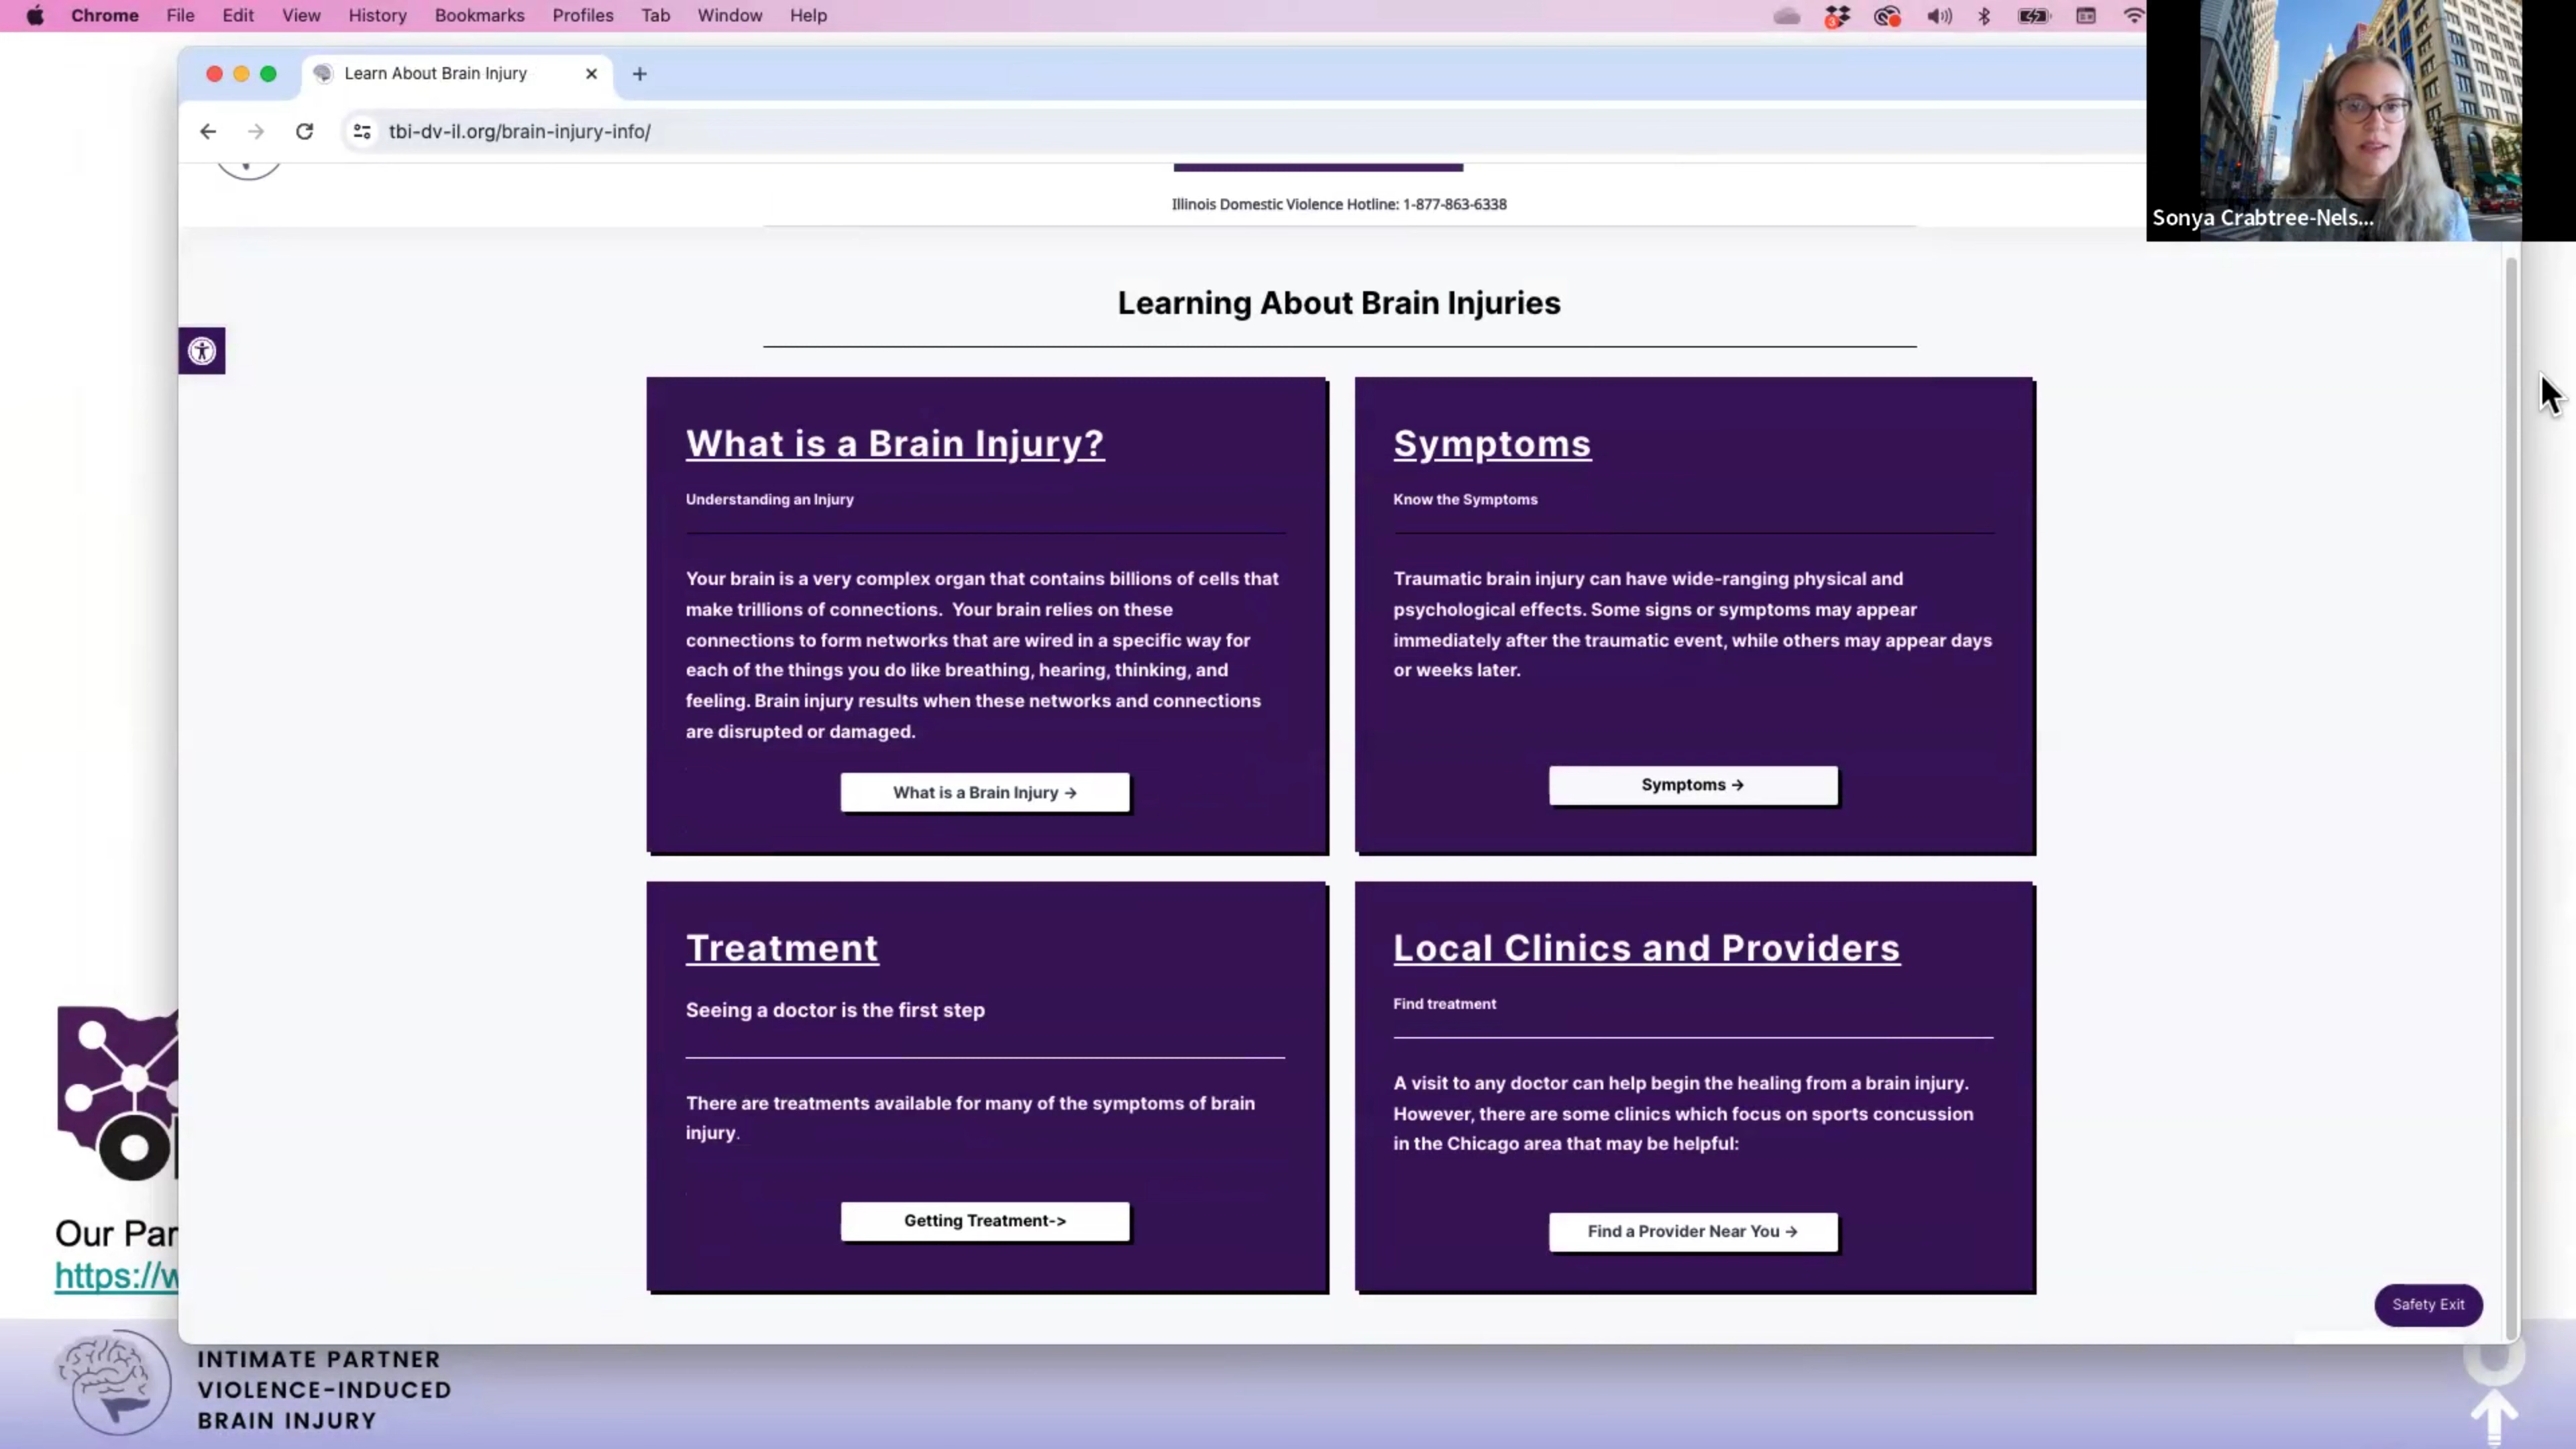 Chrome File Edit View History Bookmarks Profiles Tab Window Help
3
Learn About Brain Injury
tbi-dv-il.org/brain-injury-info/
Sonya Crabtree-Nels...
Illinois Domestic Violence Hotline: 1-877-863-6338
Learning About Brain Injuries
What is a Brain Injury?
Understanding an Injury
Your brain is a very complex organ that contains billions of cells that
make trillions of connections.  Your brain relies on these
connections to form networks that are wired in a specific way for
each of the things you do like breathing, hearing, thinking, and
feeling. Brain injury results when these networks and connections
are disrupted or damaged.
What is a Brain Injury →
Symptoms
Know the Symptoms
Traumatic brain injury can have wide-ranging physical and
psychological effects. Some signs or symptoms may appear
immediately after the traumatic event, while others may appear days
or weeks later.
Symptoms →
Treatment
Seeing a doctor is the first step
There are treatments available for many of the symptoms of brain
injury.
Getting Treatment->
Local Clinics and Providers
Find treatment
A visit to any doctor can help begin the healing from a brain injury.
However, there are some clinics which focus on sports concussion
in the Chicago area that may be helpful:
Find a Provider Near You →
Safety Exit
Our Par
https://w
INTIMATE PARTNER
VIOLENCE-INDUCED
BRAIN INJURY